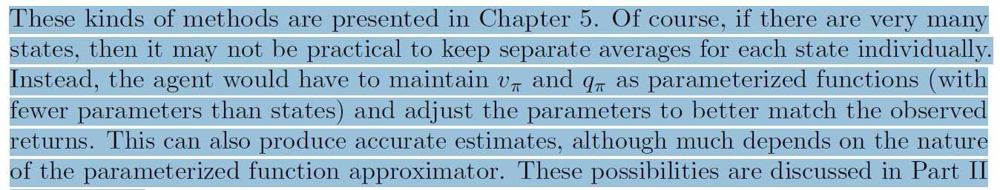 These kinds of methods are presented in Chapter 5. Of course, if there are very many
states, then it may not be practical to keep separate averages for each state individually.
Instead, the agent would have to maintain vπ and qπ as parameterized functions (with
fewer parameters than states) and adjust the parameters to better match the observed
returns. This can also produce accurate estimates, although much depends on the nature
of the parameterized function approximator. These possibilities are discussed in Part II